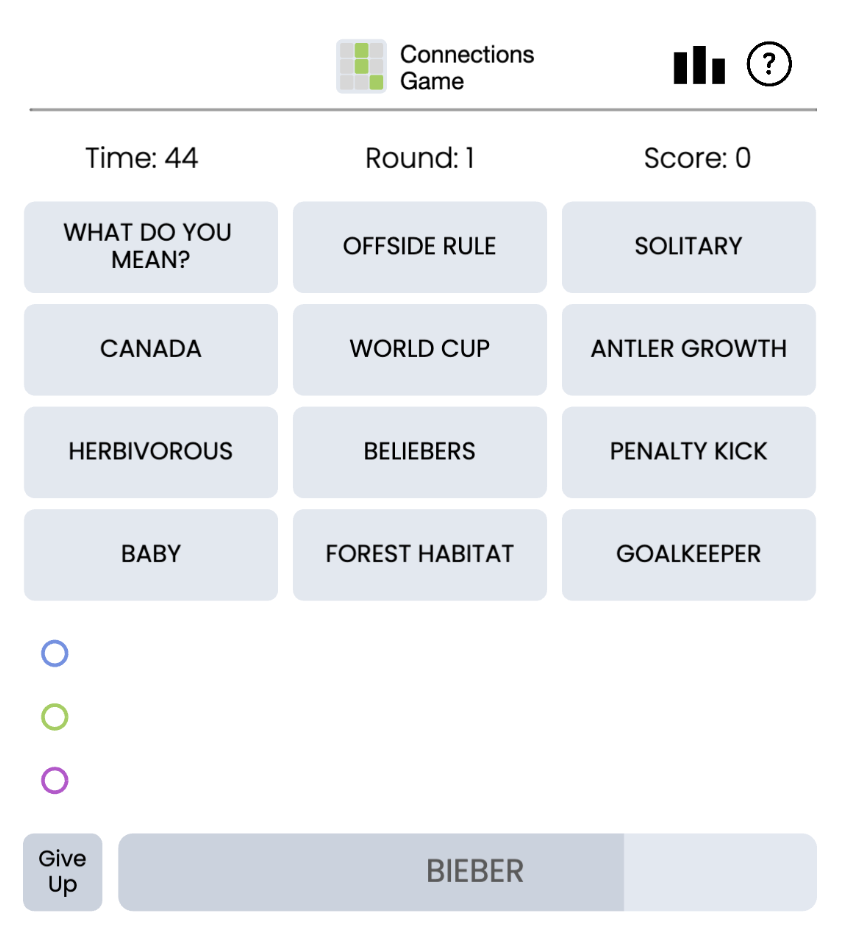 Connections
Game
?
Time: 44
Round: 1
Score: 0
WHAT DO YOU
MEAN?
OFFSIDE RULE
SOLITARY
CANADA
WORLD CUP
ANTLER GROWTH
HERBIVOROUS
BELIEBERS
PENALTY KICK
BABY
FOREST HABITAT
GOALKEEPER
Give
Up
BIEBER